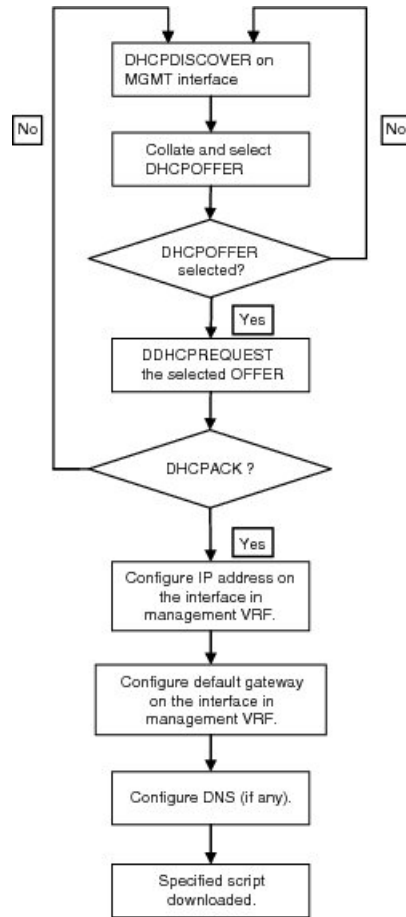 DHCPDISCOVER on
MGMT interface
No
No
Collate and select
DHCPOFFER
DHCPOFFER
selected?
Yes
DDHCPREQUEST
the selected OFFER
DHCPACK ?
Yes
Configure IP address on
the interface in
management VRF.
Configure default gateway
on the interface in
management VRF.
Configure DNS (if any).
Specified script
downloaded.